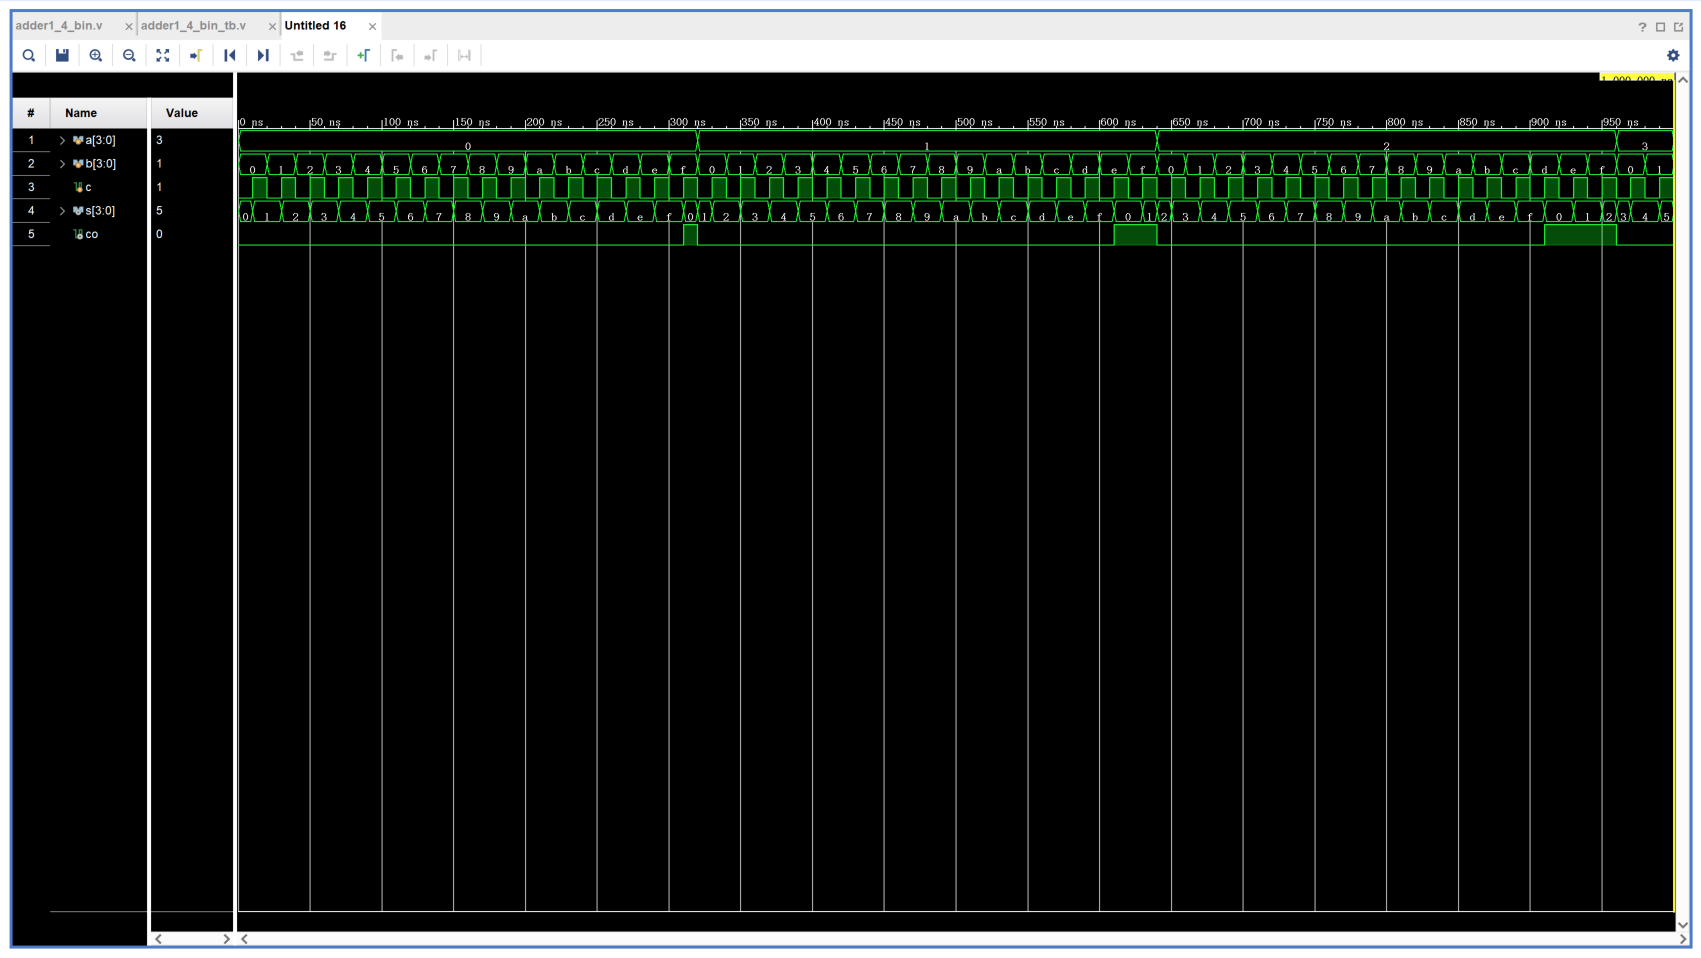 adder1_4_bin.v × adder1_4_bin_tb.v × Untitled 16 ×
1,000.000 ns
# Name Value
0 ns 50 ns 100 ns 150 ns 200 ns 250 ns 300 ns 350 ns 400 ns 450 ns 500 ns 550 ns 600 ns 650 ns 700 ns 750 ns 800 ns 850 ns 900 ns 950 ns
1 a[3:0] 3 0 1 2 3
2 b[3:0] 1 0 1 2 3 4 5 6 7 8 9 a b c d e f 0 1 2 3 4 5 6 7 8 9 a b c d e f 0 1 2 3 4 5 6 7 8 9 a b c d e f 0 1
3 c 1
4 s[3:0] 5 0 1 2 3 4 5 6 7 8 9 a b c d e f 0 1 2 3 4 5 6 7 8 9 a b c d e f 0 1 2 3 4 5 6 7 8 9 a b c d e f 0 1 2 3 4 5
5 co 0